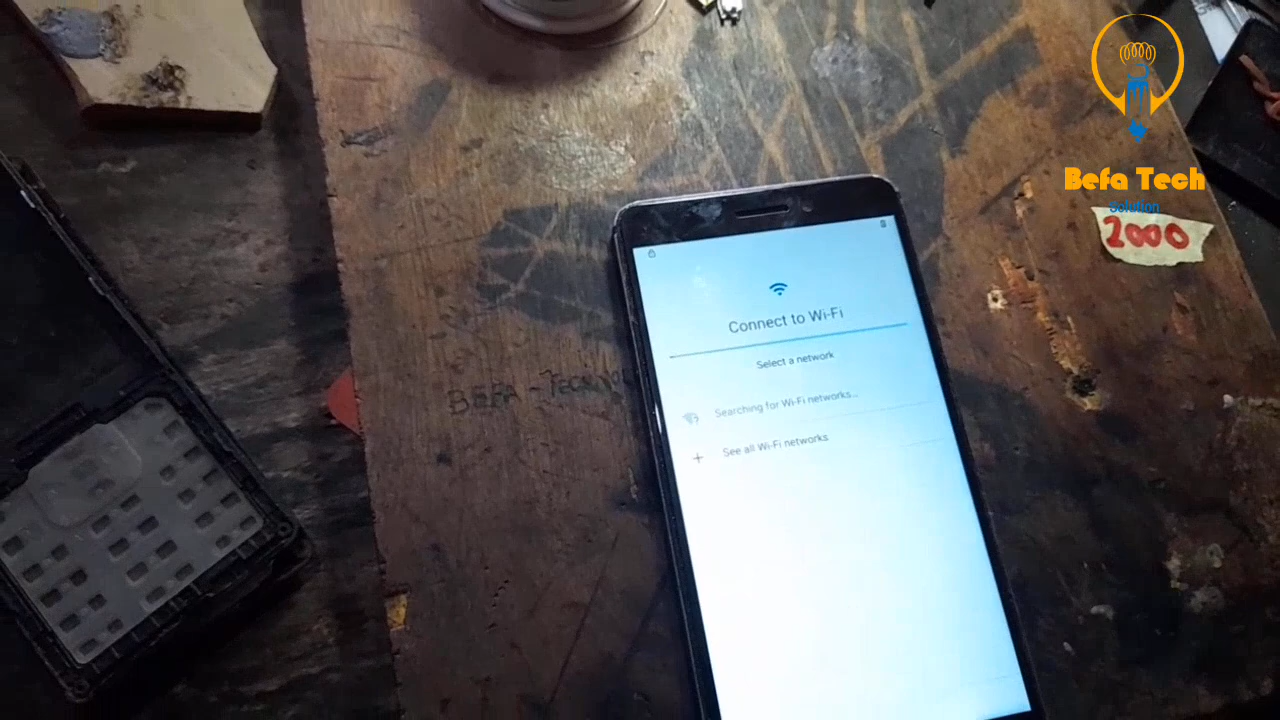 Befa Tech
Solution
2000
Connect to Wi-Fi
Select a network
Searching for Wi-Fi networks...
See all Wi-Fi networks
BEFA -